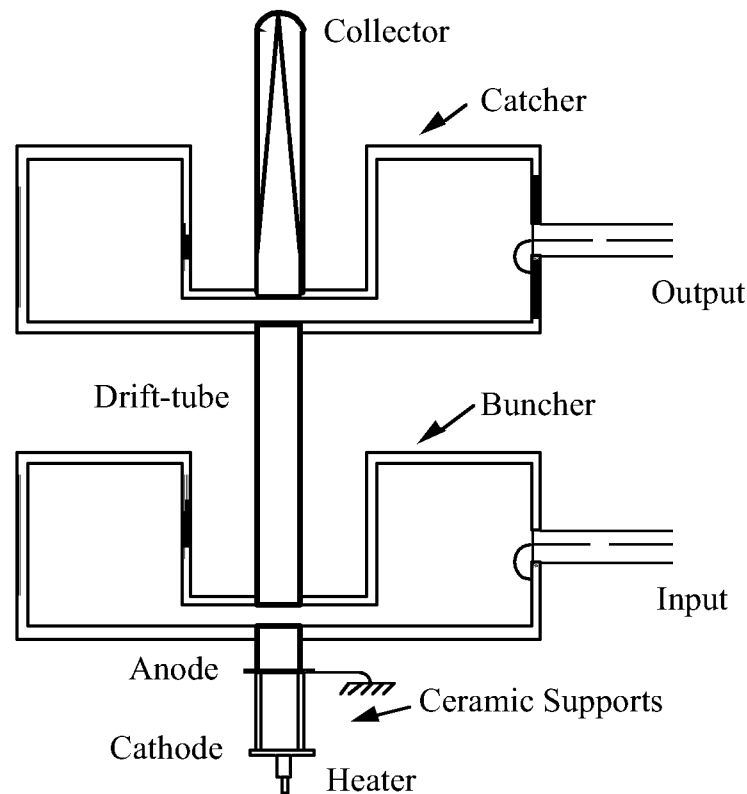 Collector
Catcher
Output
Drift-tube
Buncher
Input
Anode
Ceramic Supports
Cathode
Heater